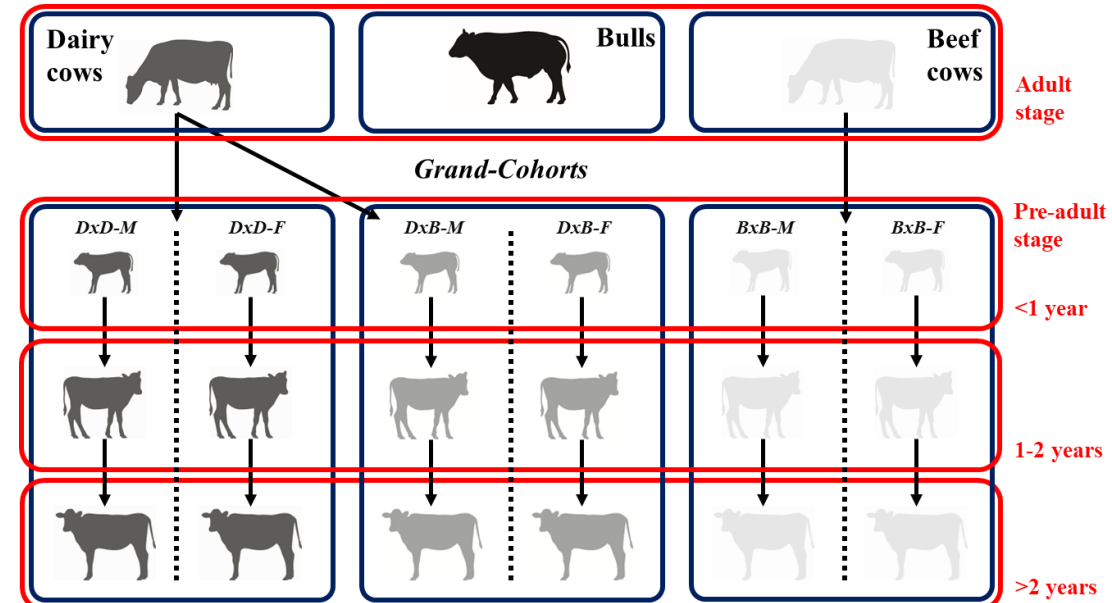 Dairy
cows
Bulls
Beef
cows
Adult
stage
Grand-Cohorts
Pre-adult
stage
DxD-M
DxD-F
DxB-M
DxB-F
BxB-M
BxB-F
<1 year
1-2 years
>2 years